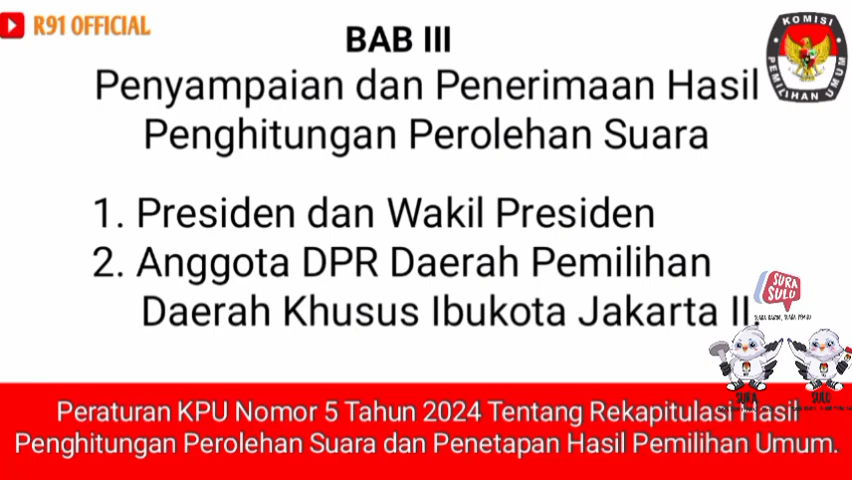 R91 OFFICIAL
BAB III
KOMISI
PEMILIHAN UMUM
Penyampaian dan Penerimaan Hasil
Penghitungan Perolehan Suara
1. Presiden dan Wakil Presiden
2. Anggota DPR Daerah Pemilihan
Daerah Khusus Ibukota Jakarta II.
SURA
SULU
SURA
SULU
Peraturan KPU Nomor 5 Tahun 2024 Tentang Rekapitulasi Hasil
Penghitungan Perolehan Suara dan Penetapan Hasil Pemilihan Umum.